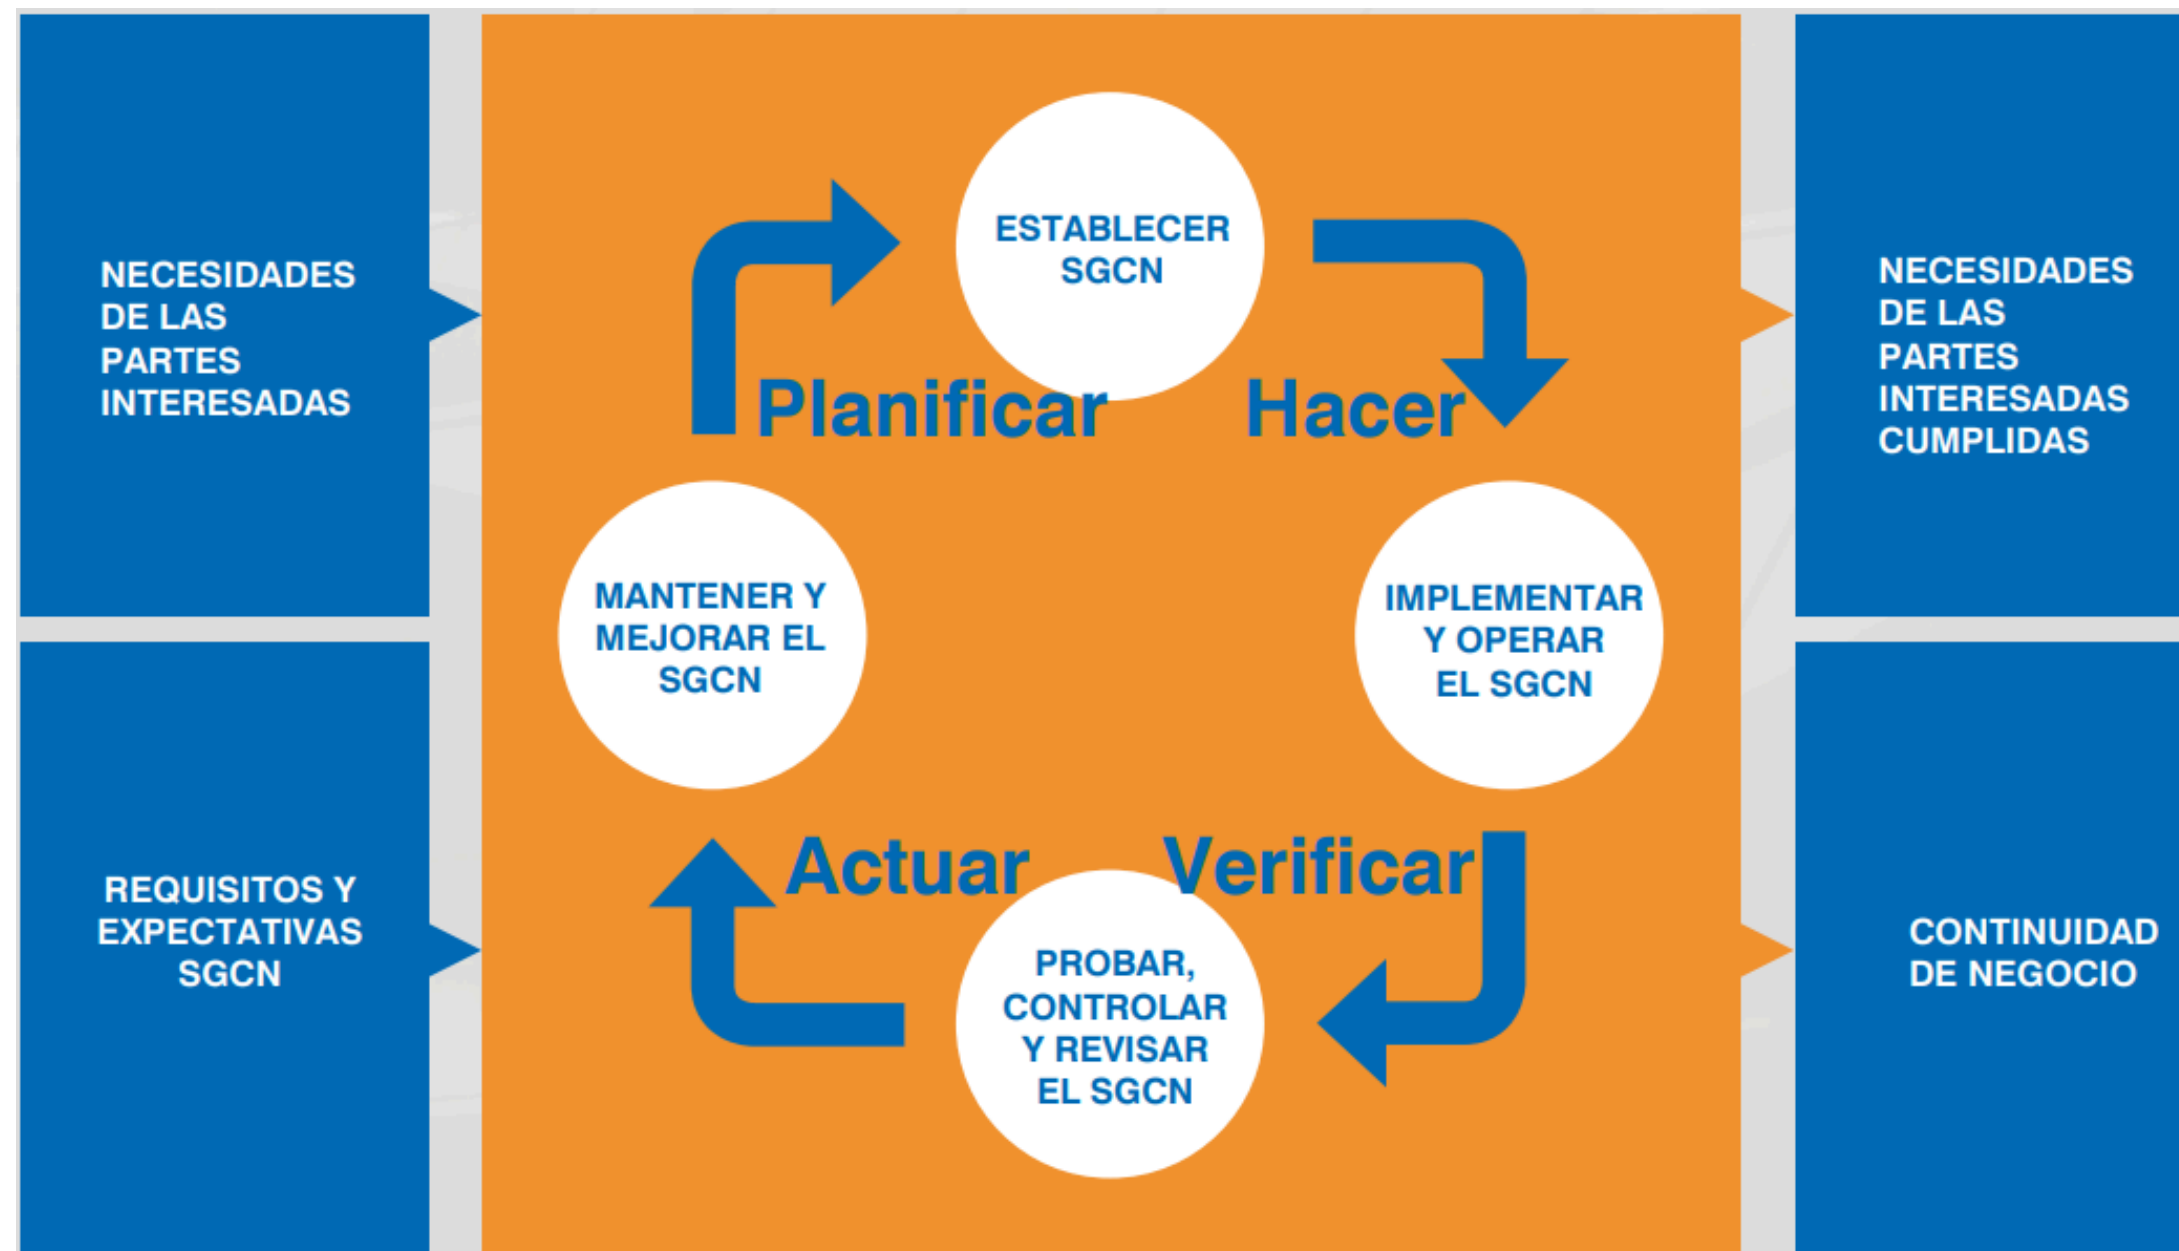 NECESIDADES
DE LAS
PARTES
INTERESADAS
REQUISITOS Y
EXPECTATIVAS
SGCN
ESTABLECER
SGCN
Planificar
Hacer
MANTENER Y
MEJORAR EL
SGCN
IMPLEMENTAR
Y OPERAR
EL SGCN
Actuar
Verificar
PROBAR,
CONTROLAR
Y REVISAR
EL SGCN
NECESIDADES
DE LAS
PARTES
INTERESADAS
CUMPLIDAS
CONTINUIDAD
DE NEGOCIO